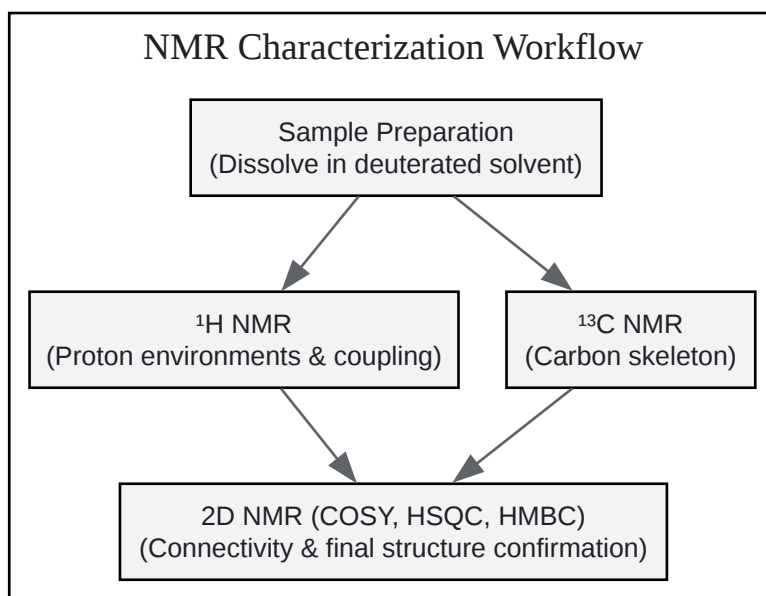 NMR Characterization Workflow
Sample Preparation
(Dissolve in deuterated solvent)
¹H NMR
(Proton environments & coupling)
¹³C NMR
(Carbon skeleton)
2D NMR (COSY, HSQC, HMBC)
(Connectivity & final structure confirmation)